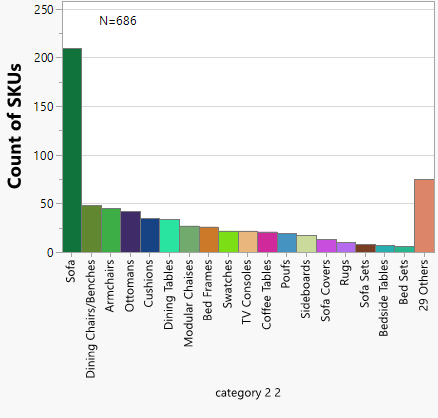 N=686
Count of SKUs
250
200
150
100
50
0
Sofa
Dining Chairs/Benches
Armchairs
Ottomans
Cushions
Dining Tables
Modular Chaises
Bed Frames
Swatches
TV Consoles
Coffee Tables
Poufs
Sideboards
Sofa Covers
Rugs
Sofa Sets
Bedside Tables
Bed Sets
29 Others
category 2 2